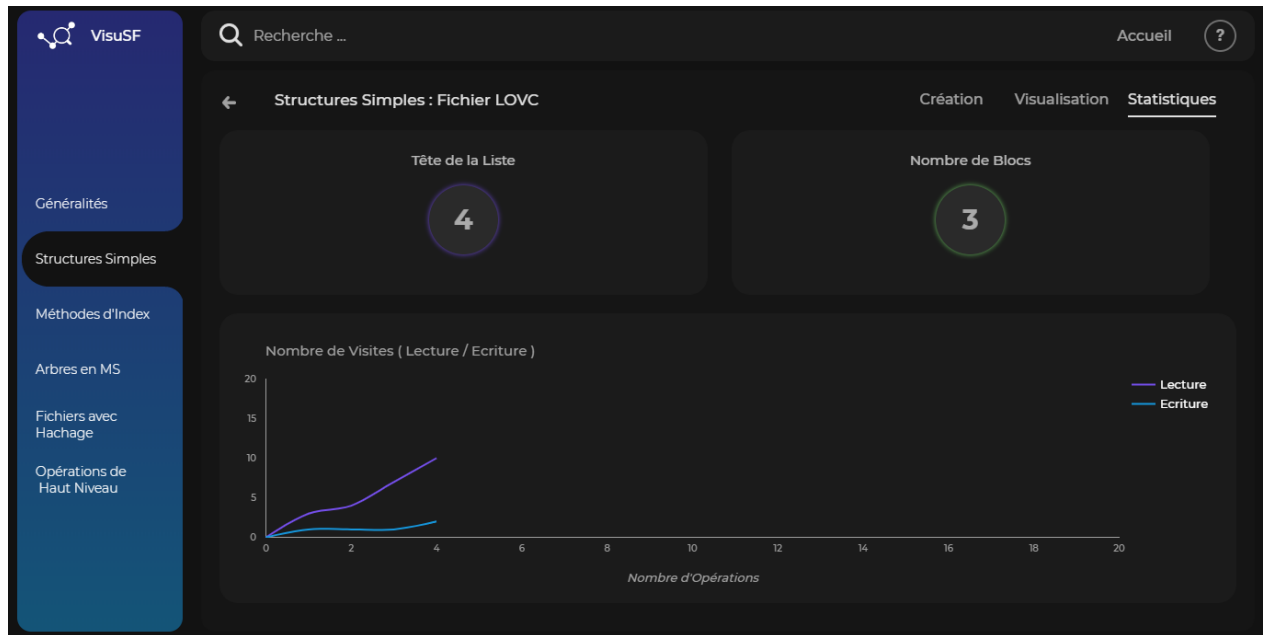 VisuSF
Recherche ...
Accueil
?
Structures Simples : Fichier LOVC
Création
Visualisation
Statistiques
Généralités
Structures Simples
Méthodes d'Index
Arbres en MS
Fichiers avec
Hachage
Opérations de
Haut Niveau
Tête de la Liste
4
Nombre de Blocs
3
Nombre de Visites ( Lecture / Ecriture )
Lecture
Ecriture
20
15
10
5
0
0 2 4 6 8 10 12 14 16 18 20
Nombre d'Opérations